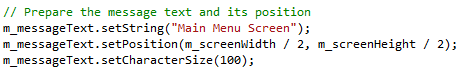 // Prepare the message text and its position
m_messageText.setString("Main Menu Screen");
m_messageText.setPosition(m_screenWidth / 2, m_screenHeight / 2);
m_messageText.setCharacterSize(100);